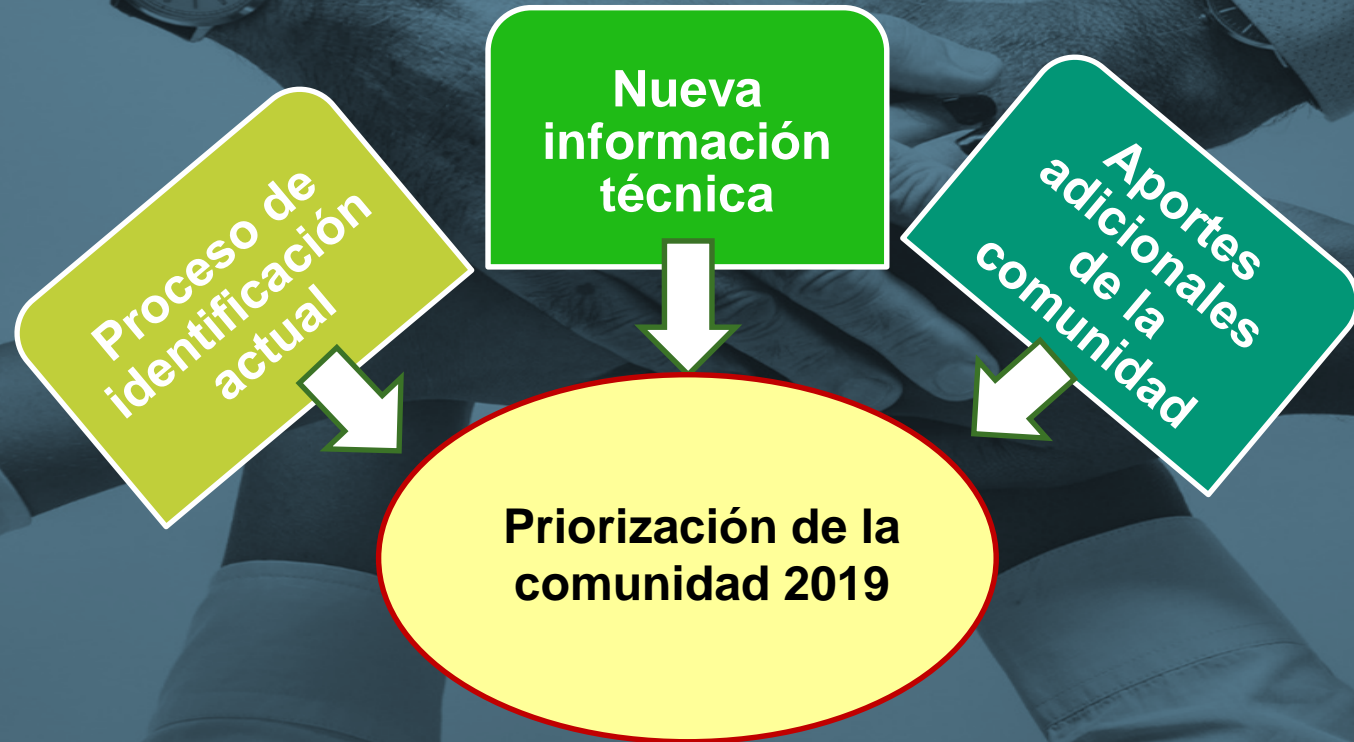 Proceso de
identificación
actual
Nueva
información
técnica
Aportes
adicionales
de la
comunidad
Priorización de la
comunidad 2019